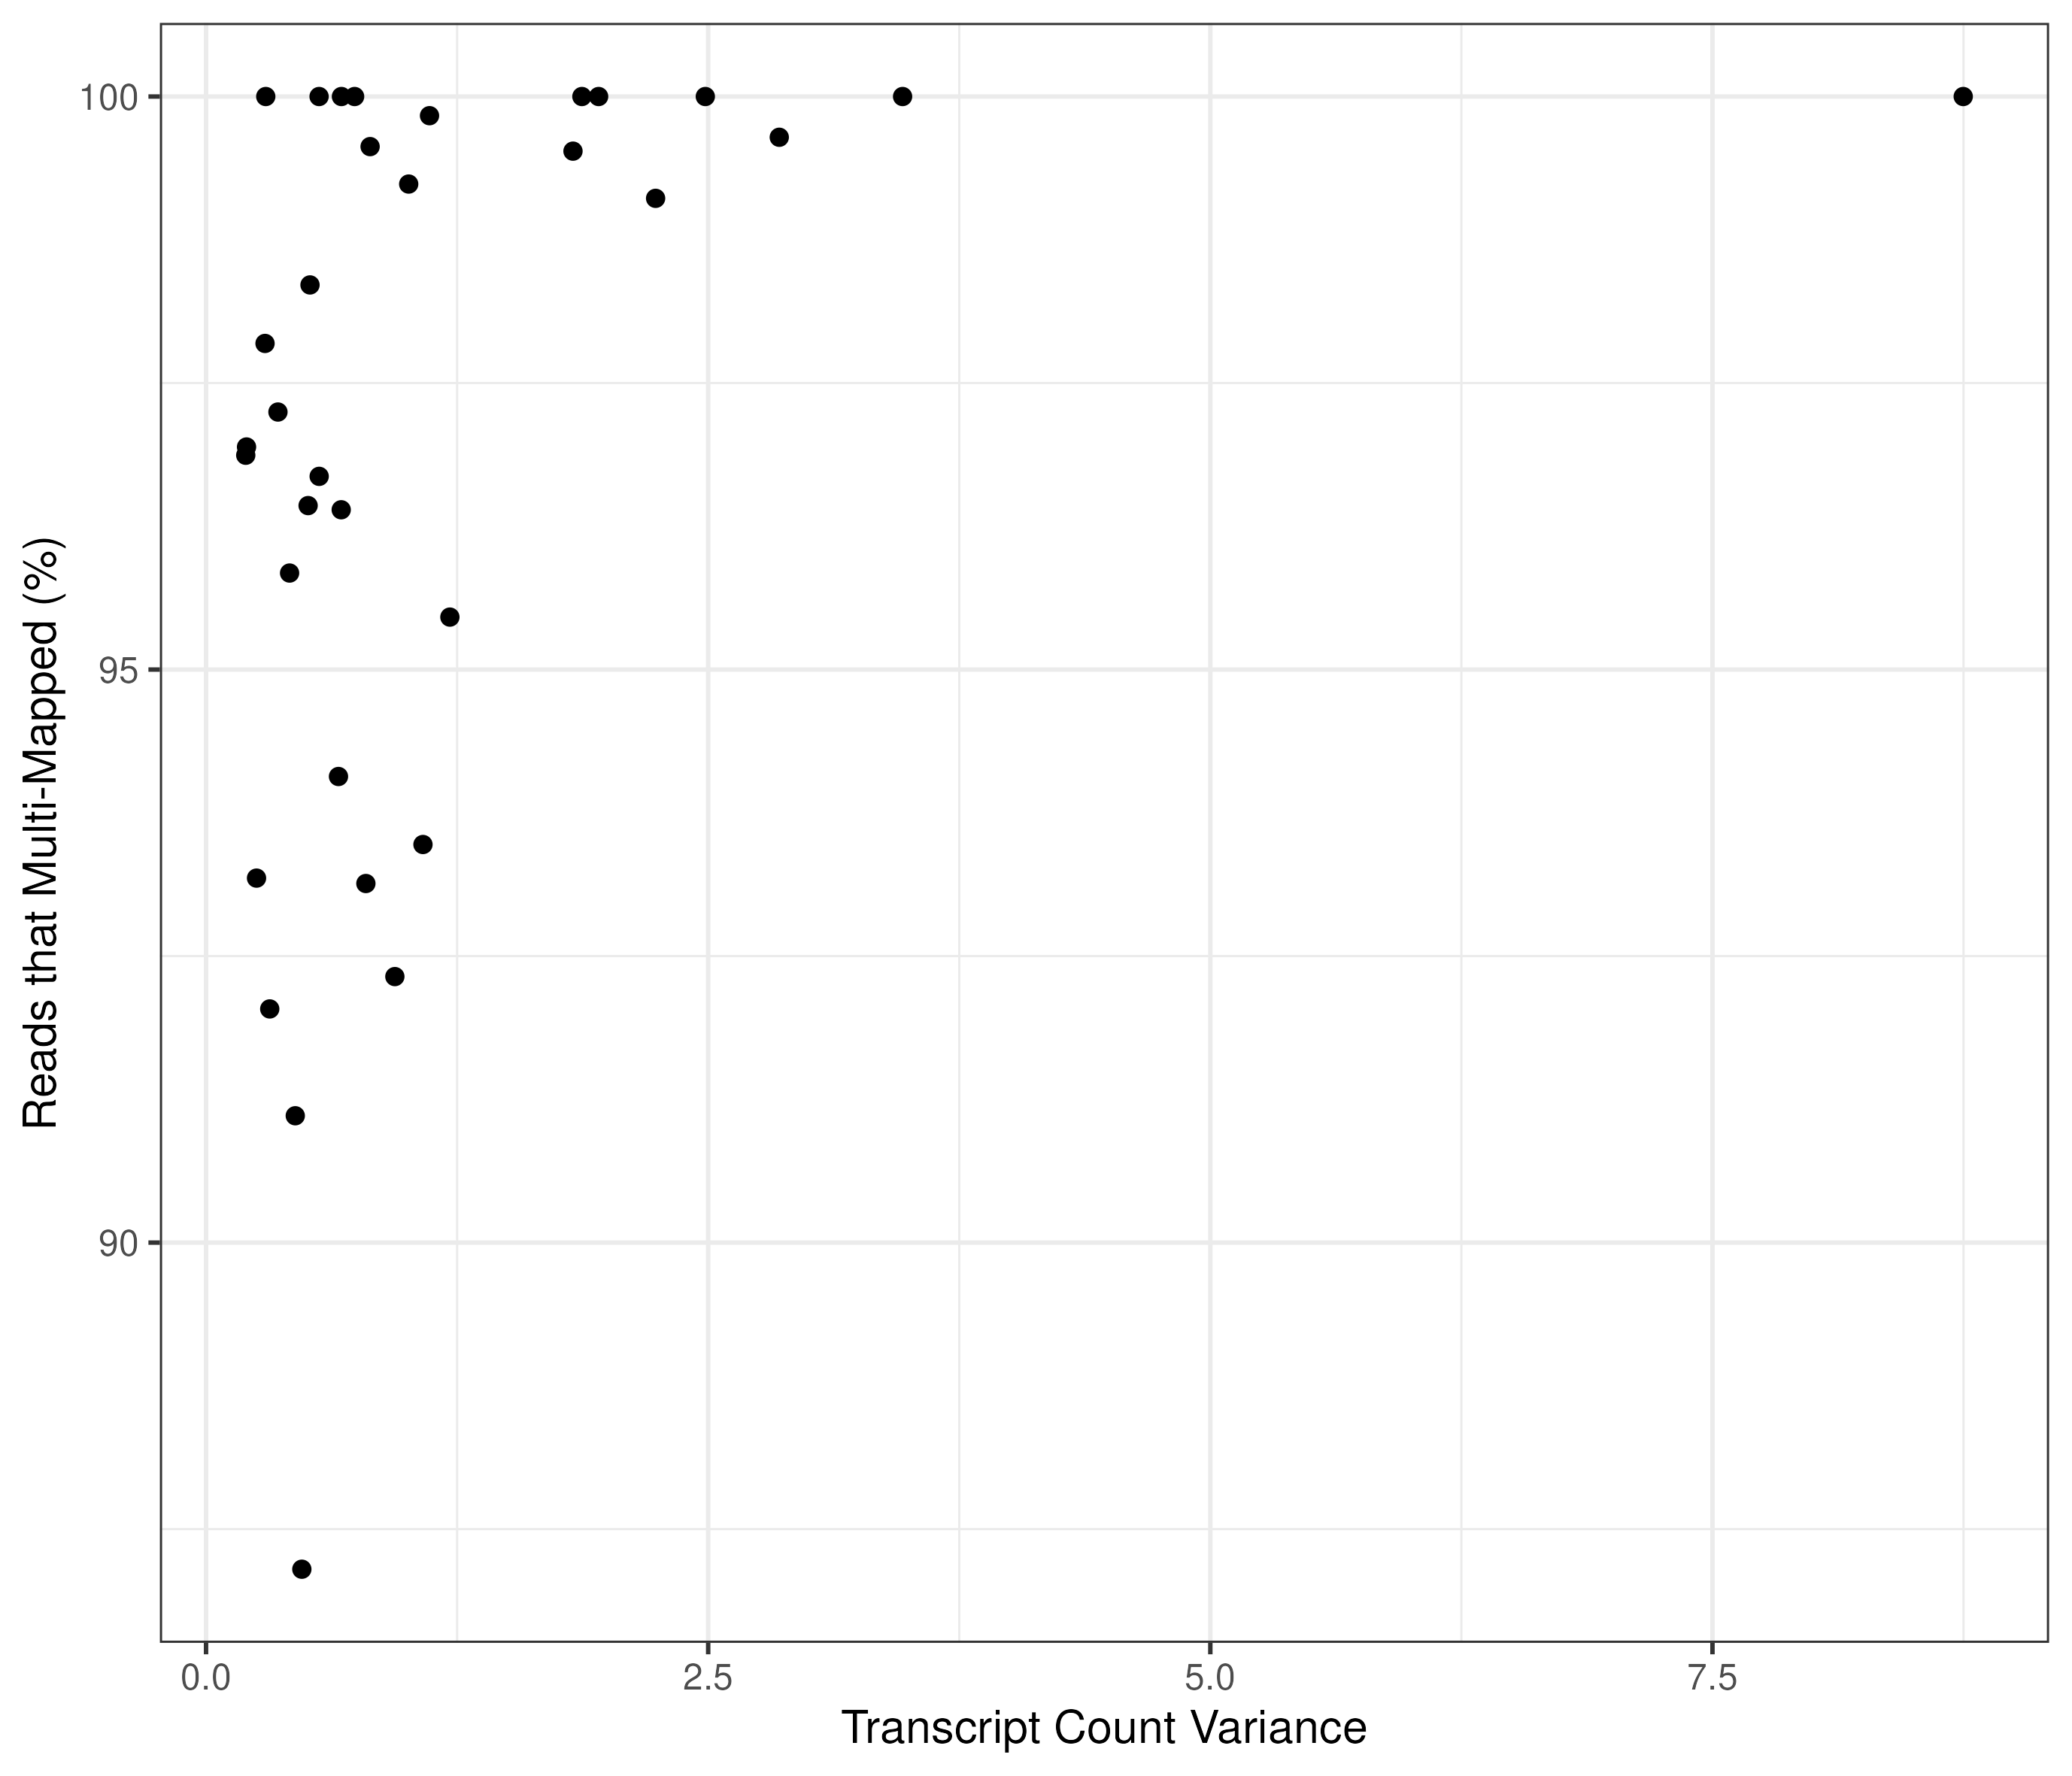 Reads that Multi-Mapped (%)
100
95
90
0.0 2.5 5.0 7.5
Transcript Count Variance